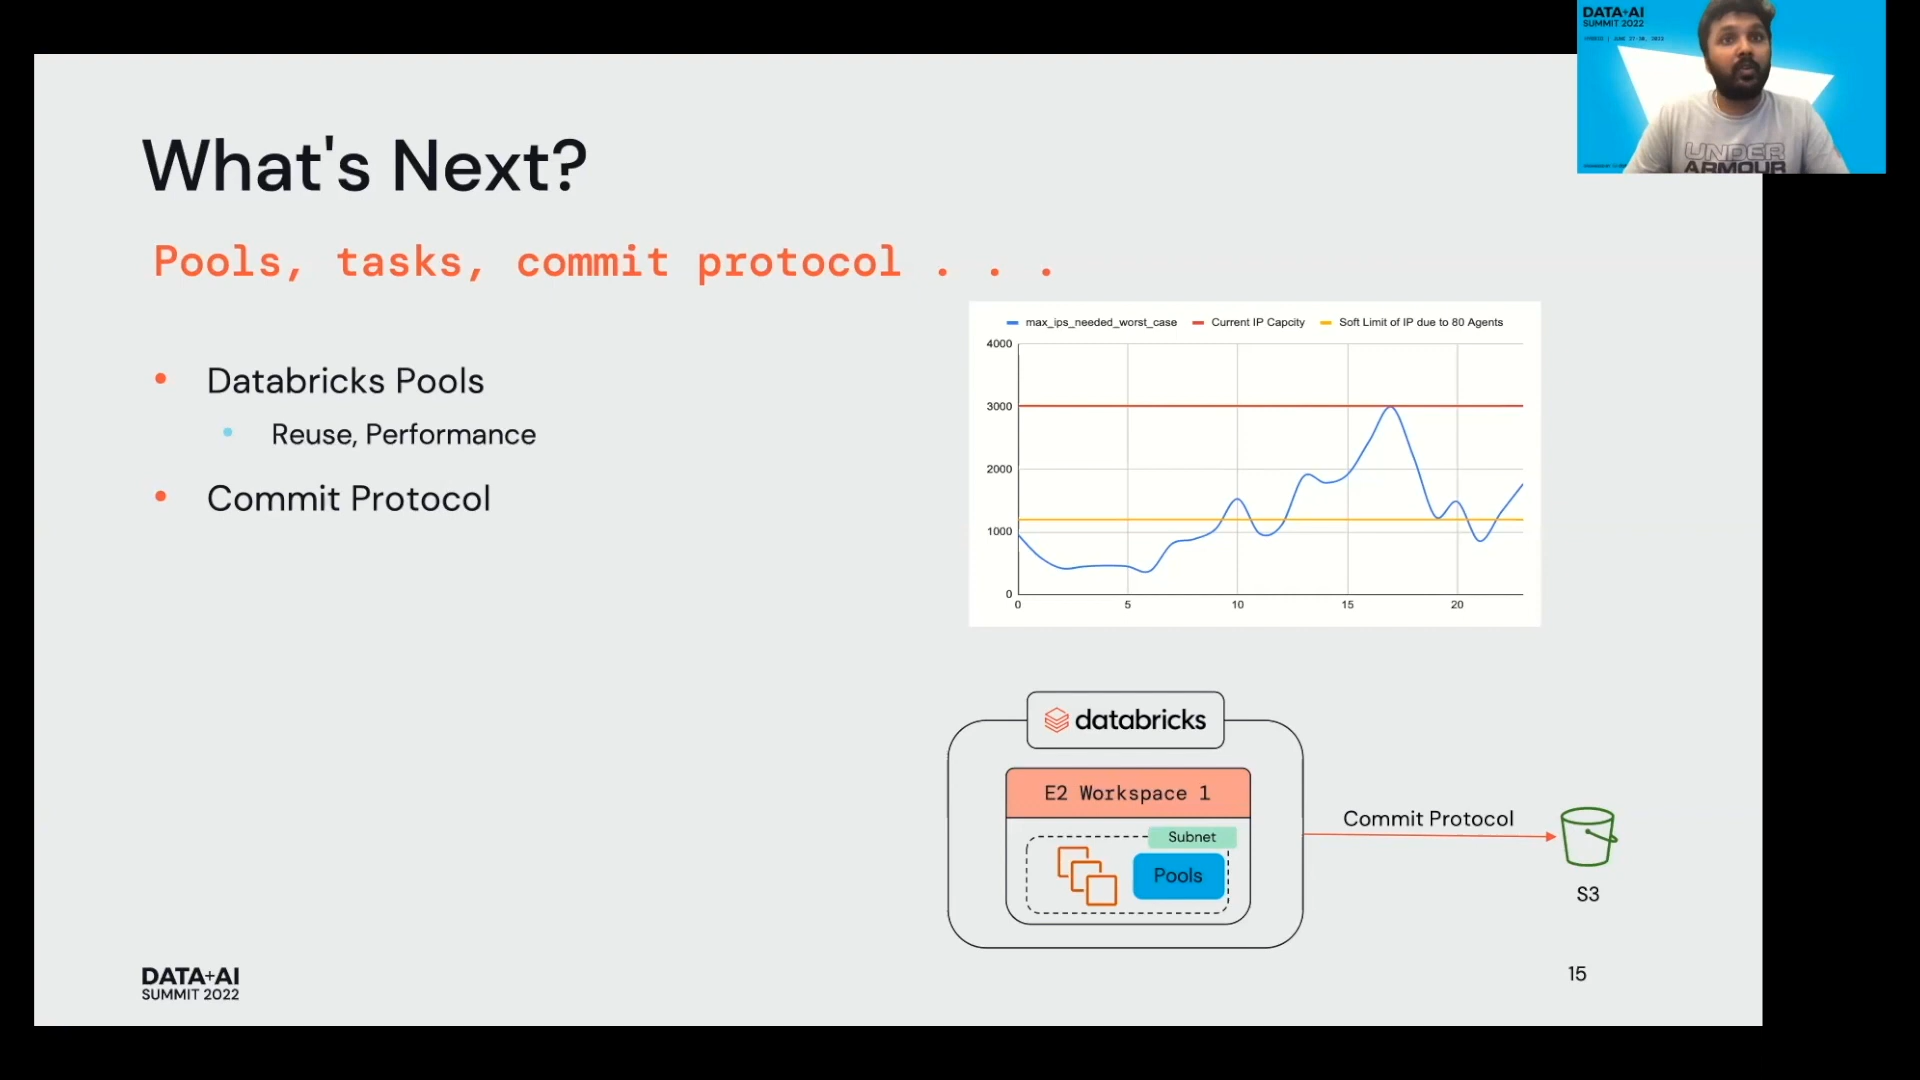 DATA+AI
SUMMIT 2022
UNDER
ARMOUR
What's Next?
Pools, tasks, commit protocol . . .
Databricks Pools
Reuse, Performance
Commit Protocol
max_ips_needed_worst_case Current IP Capcity Soft Limit of IP due to 80 Agents
4000
3000
2000
1000
0
0 5 10 15 20
databricks
E2 Workspace 1
Subnet
Pools
Commit Protocol
S3
DATA+AI
SUMMIT 2022
15